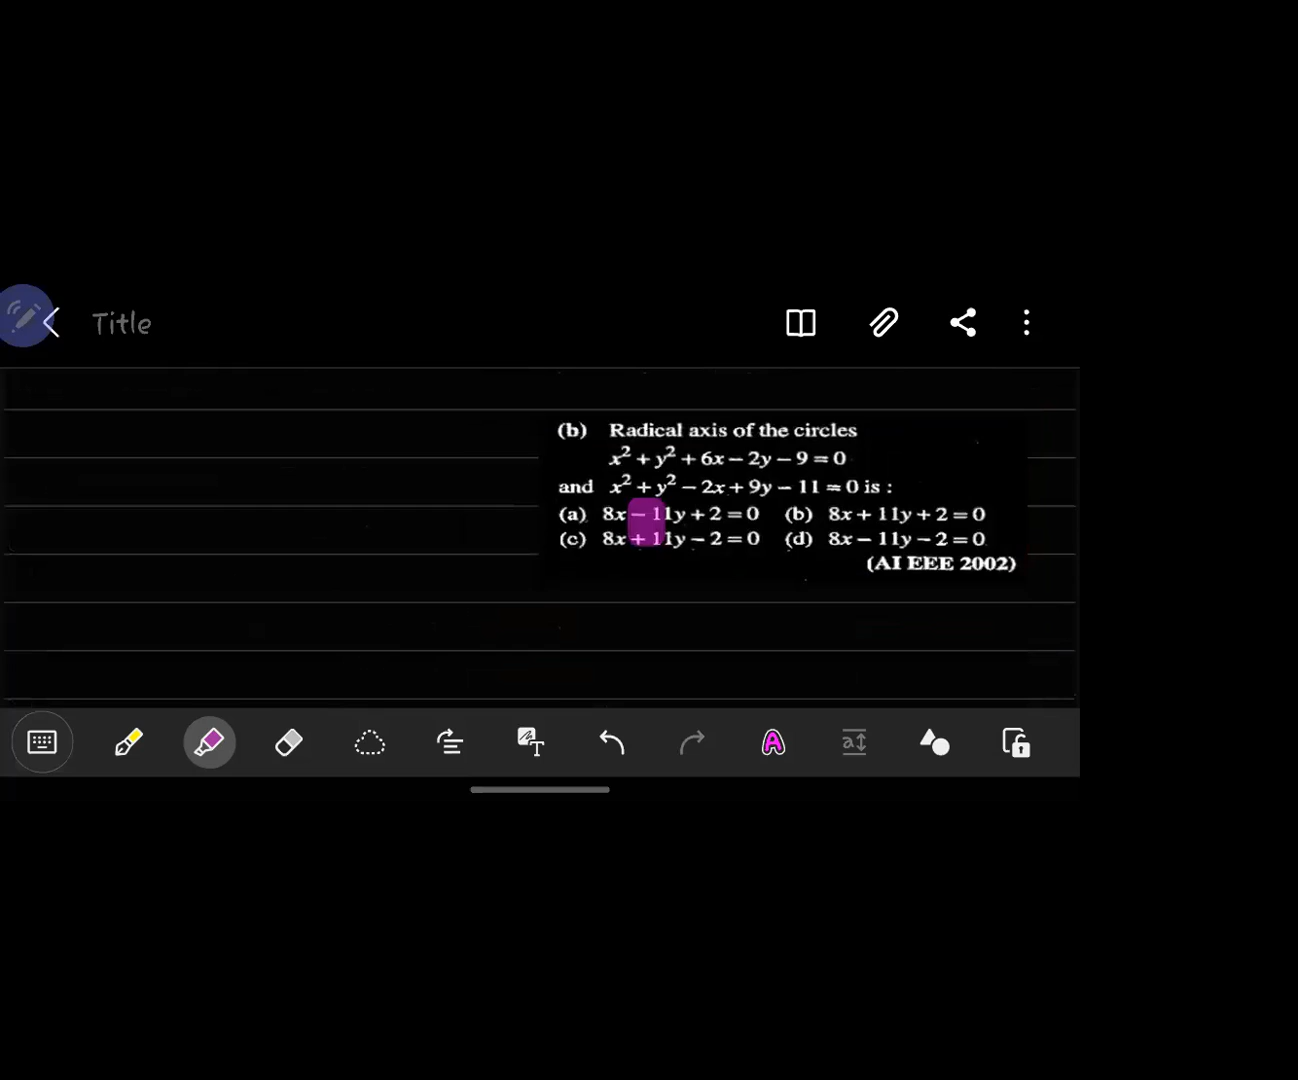 Title
(b) Radical axis of the circles
x² + y² + 6x − 2y − 9 = 0
and x² + y² − 2x + 9y − 11 = 0 is :
(a) 8x − 11y + 2 = 0 (b) 8x + 11y + 2 = 0
(c) 8x + 11y − 2 = 0 (d) 8x − 11y − 2 = 0
(AI EEE 2002)